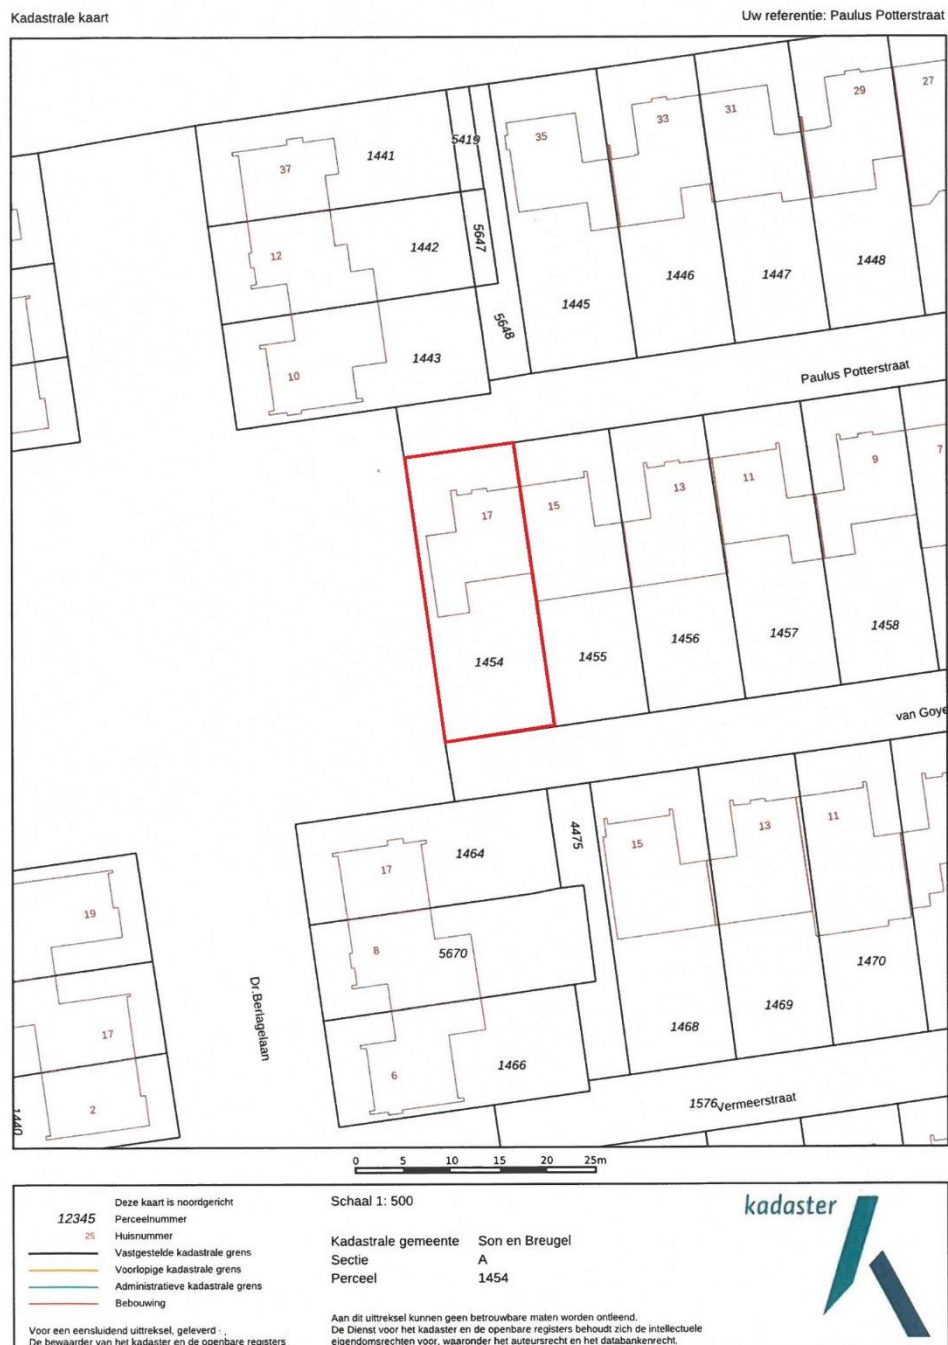 Kadastrale kaart
Uw referentie: Paulus Potterstraat
27
29
31
33
35
5419
1441
37
5647
1442
12
1448
1447
1446
1445
5648
1443
10
Paulus Potterstraat
7
9
11
13
15
17
1458
1457
1456
1455
1454
van Goye
4475
1464
17
15
13
11
19
8
5670
1470
1469
1468
Dr.Berlagelaan
17
6
1466
2
1440
1576
Vermeerstraat
0 5 10 15 20 25m
Deze kaart is noordgericht
12345 Perceelnummer
25 Huisnummer
Vastgestelde kadastrale grens
Voorlopige kadastrale grens
Administratieve kadastrale grens
Bebouwing
Voor een eensluidend uittreksel, geleverd - ,
De bewaarder van het kadaster en de openbare registers
Schaal 1: 500
Kadastrale gemeente Son en Breugel
Sectie A
Perceel 1454
Aan dit uittreksel kunnen geen betrouwbare maten worden ontleend.
De Dienst voor het kadaster en de openbare registers behoudt zich de intellectuele
eigendomsrechten voor, waaronder het auteursrecht en het databankenrecht.
kadaster